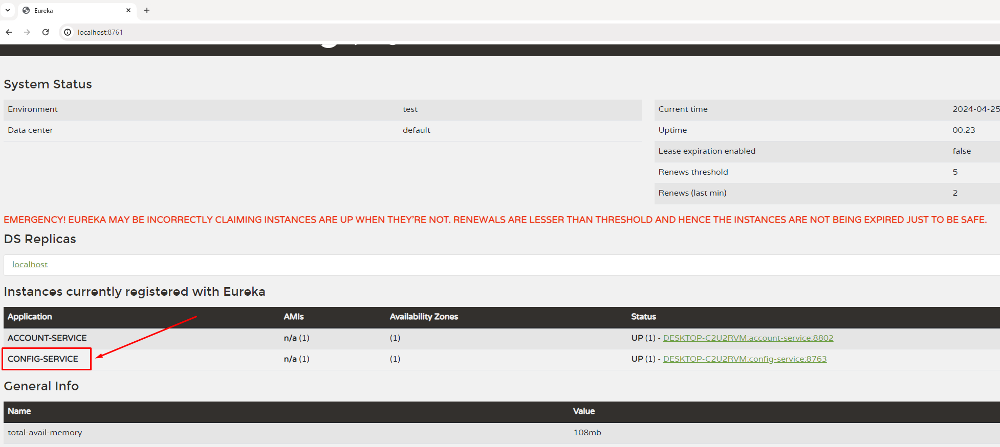 Eureka
localhost:8761
System Status
Environment test
Data center default
Current time 2024-04-25
Uptime 00:23
Lease expiration enabled false
Renews threshold 5
Renews (last min) 2
EMERGENCY! EUREKA MAY BE INCORRECTLY CLAIMING INSTANCES ARE UP WHEN THEY'RE NOT. RENEWALS ARE LESSER THAN THRESHOLD AND HENCE THE INSTANCES ARE NOT BEING EXPIRED JUST TO BE SAFE.
DS Replicas
localhost
Instances currently registered with Eureka
Application AMIs Availability Zones Status
ACCOUNT-SERVICE n/a (1) (1) UP (1) - DESKTOP-C2U2RVM:account-service:8802
CONFIG-SERVICE n/a (1) (1) UP (1) - DESKTOP-C2U2RVM:config-service:8763
General Info
Name Value
total-avail-memory 108mb